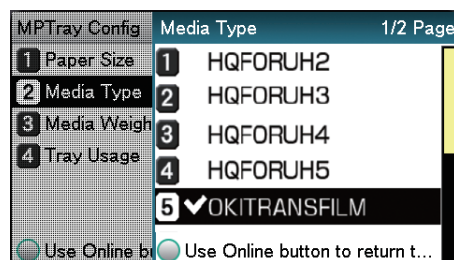 MPTray Config
1 Paper Size
2 Media Type
3 Media Weigh
4 Tray Usage
Use Online b
Media Type 1/2 Page
1 HQFORUH2
2 HQFORUH3
3 HQFORUH4
4 HQFORUH5
5 OKITRANSFILM
Use Online button to return t...